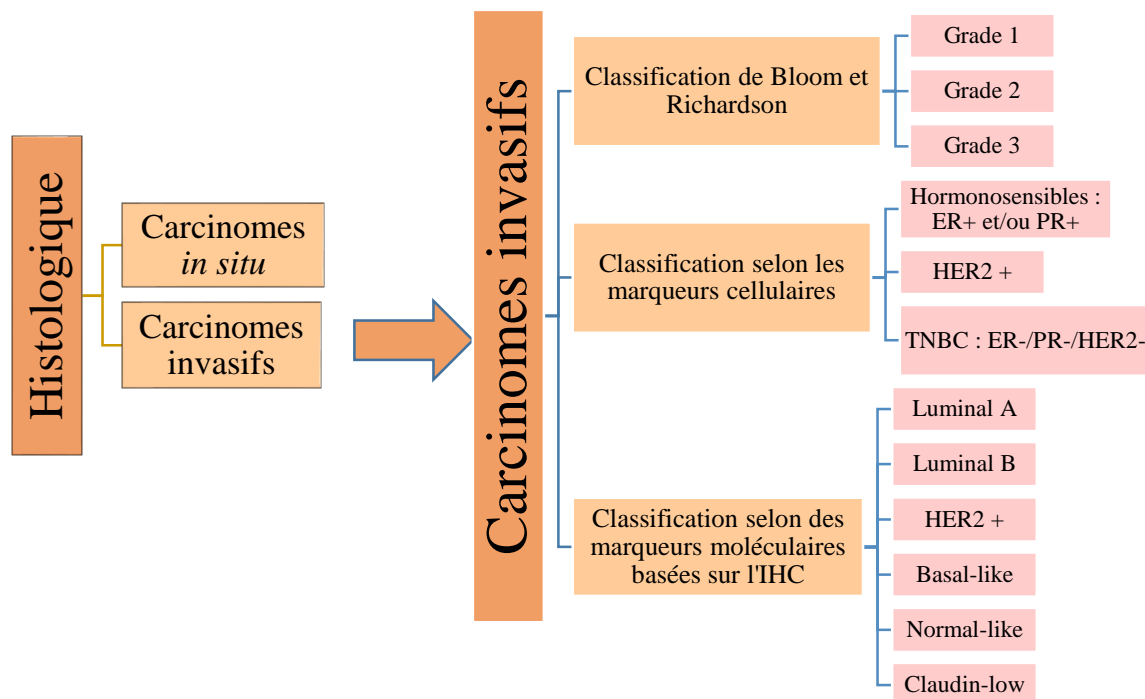 Histologique
Carcinomes
in situ
Carcinomes
invasifs
Carcinomes invasifs
Classification de Bloom et
Richardson
Grade 1
Grade 2
Grade 3
Classification selon les
marqueurs cellulaires
Hormonosensibles :
ER+ et/ou PR+
HER2 +
TNBC : ER-/PR-/HER2-
Classification selon des
marqueurs moléculaires
basées sur l'IHC
Luminal A
Luminal B
HER2 +
Basal-like
Normal-like
Claudin-low